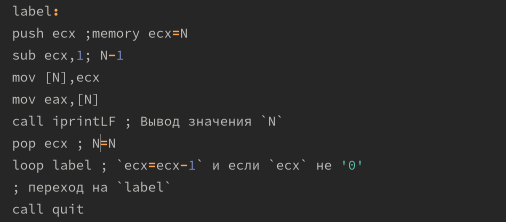 label:
push ecx ;memory ecx=N
sub ecx,1; N-1
mov [N],ecx
mov eax,[N]
call iprintLF ; Вывод значения `N`
pop ecx ; N=N
loop label ; `ecx=ecx-1` и если `ecx` не '0'
; переход на `label`
call quit